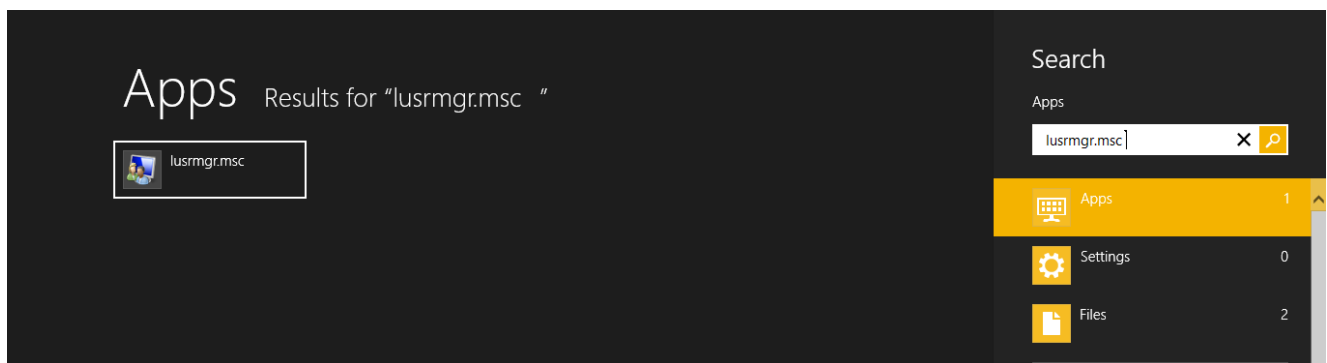 Apps Results for “lusrmgr.msc ”
lusrmgr.msc
Search
Apps
lusrmgr.msc
Apps 1
Settings 0
Files 2